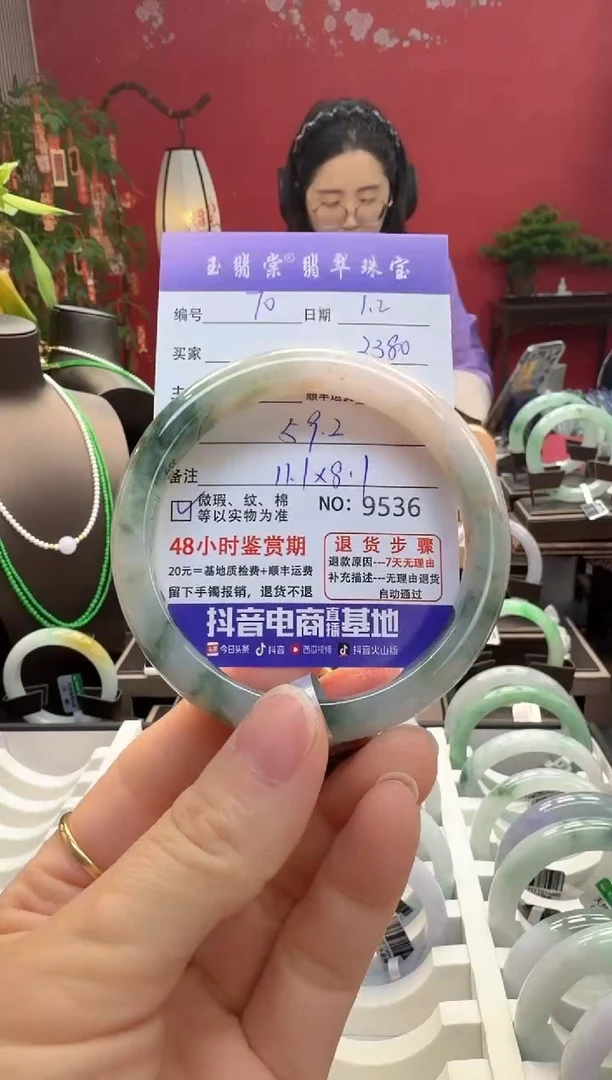 玉翡棠®翡翠珠宝
编号 70 日期 1.2
买家 2380
顺丰运费
59.2
备注 11.1×8.1
微瑕、纹、棉
等以实物为准
NO: 9536
48小时鉴赏期
20元=基地质检费+顺丰运费
留下手镯报销，退货不退
退货步骤
退款原因---7天无理由
补充描述---无理由退货
自动通过
抖音电商直播基地
今日头条 抖音 西瓜视频 抖音火山版